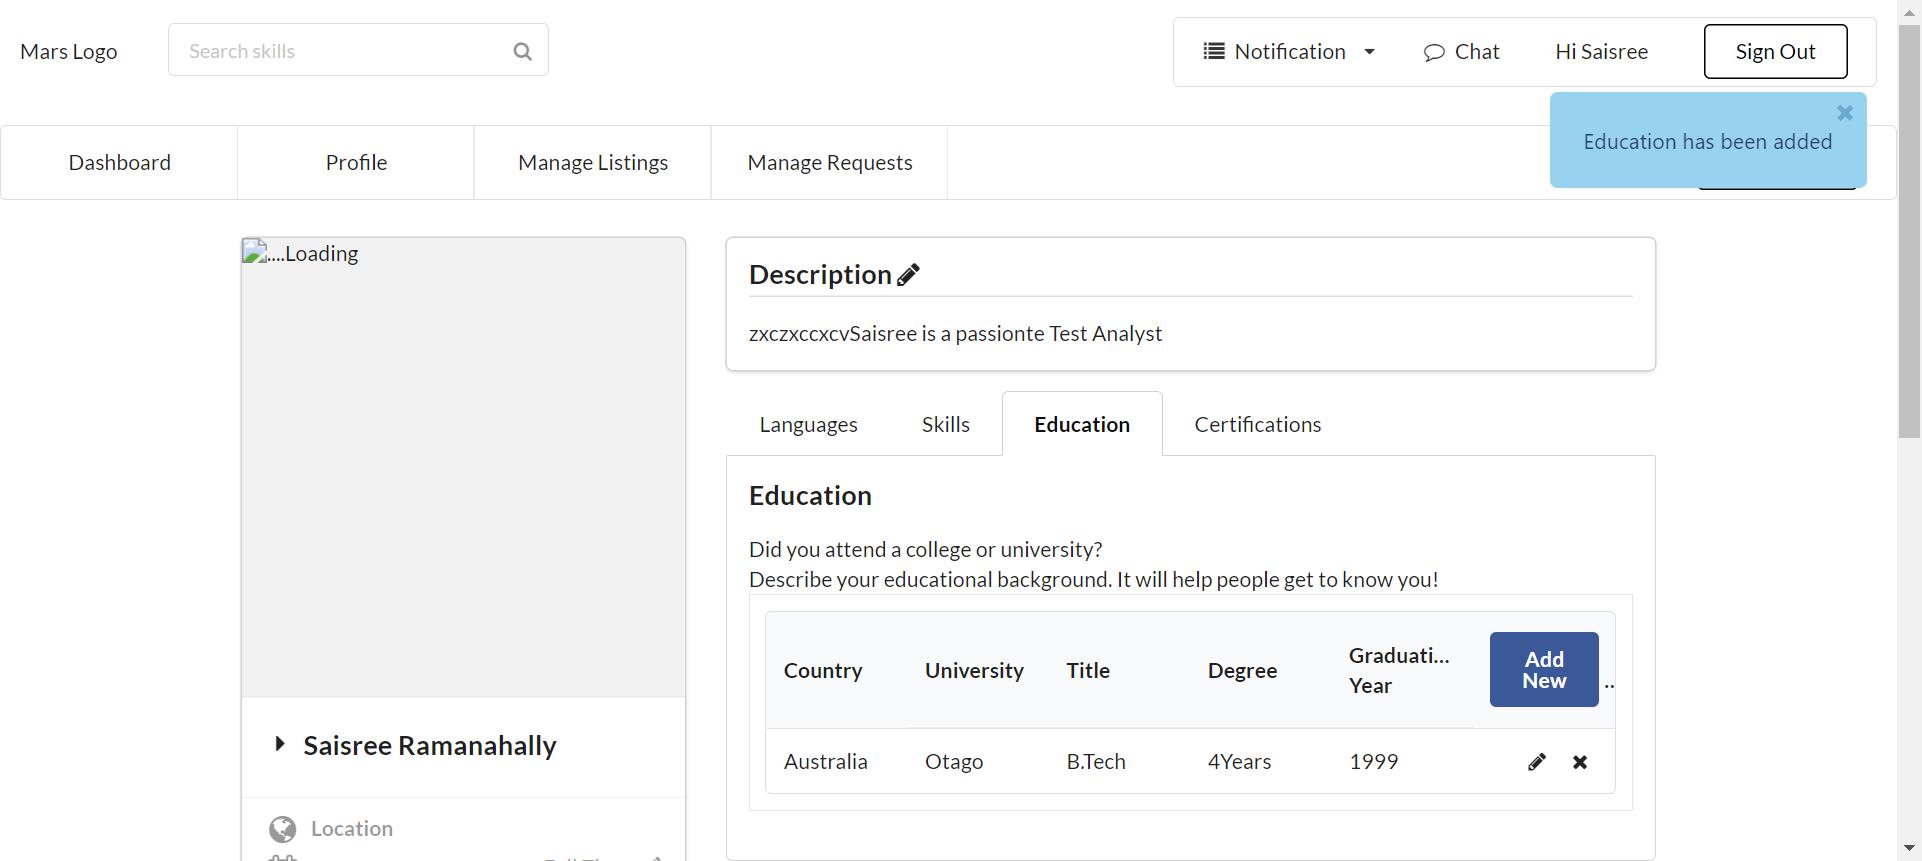 Mars Logo
Search skills
Notification
Chat
Hi Saisree
Sign Out
Education has been added
Dashboard
Profile
Manage Listings
Manage Requests
....Loading
Description
zxczxccxcvSaisree is a passionte Test Analyst
Languages
Skills
Education
Certifications
Education
Did you attend a college or university?
Describe your educational background. It will help people get to know you!
Country
University
Title
Degree
Graduati...
Year
Add
New
..
Australia
Otago
B.Tech
4Years
1999
Saisree Ramanahally
Location